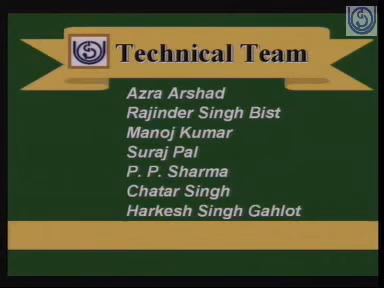 Technical Team
Azra Arshad
Rajinder Singh Bist
Manoj Kumar
Suraj Pal
P. P. Sharma
Chatar Singh
Harkesh Singh Gahlot